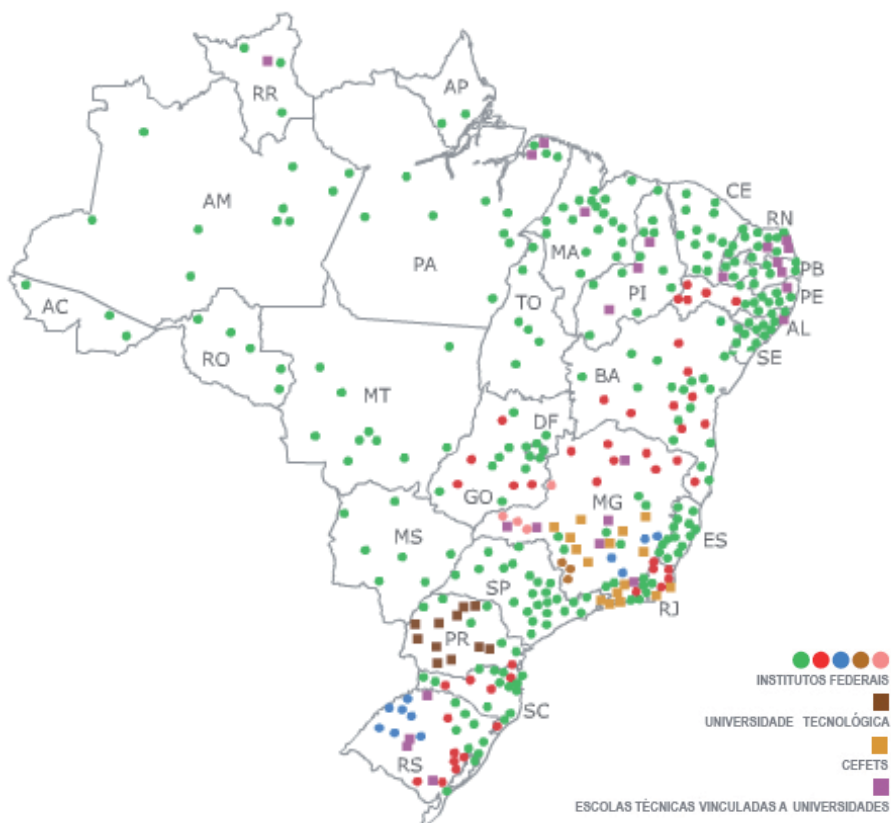 RR
AP
AM
PA
CE
RN
MA
PB
PI
PE
AC
TO
AL
SE
RO
MT
BA
DF
GO
MG
MS
ES
SP
RJ
PR
SC
RS
INSTITUTOS FEDERAIS
UNIVERSIDADE TECNOLÓGICA
CEFETS
ESCOLAS TÉCNICAS VINCULADAS A UNIVERSIDADES